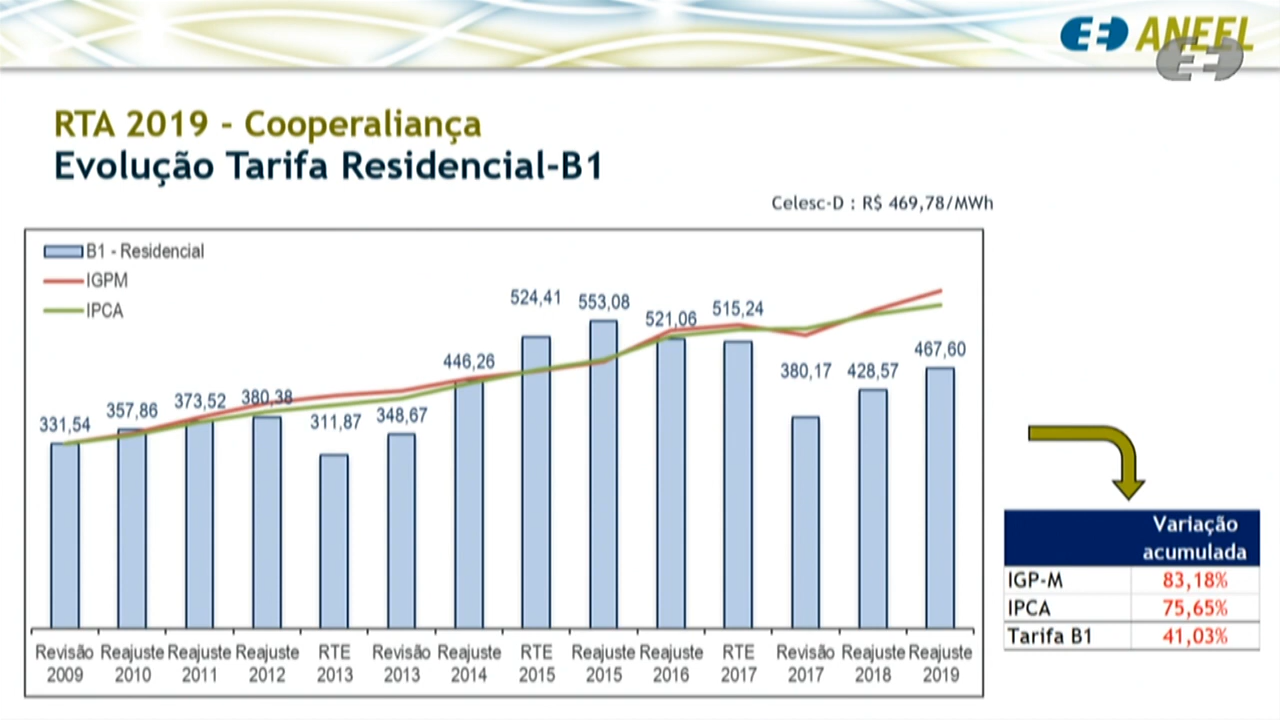 ANEEL
RTA 2019 - Cooperaliança
Evolução Tarifa Residencial-B1
Celesc-D : R$ 469,78/MWh
B1 - Residencial
IGPM
IPCA
331,54
357,86
373,52
380,38
311,87
348,67
446,26
524,41
553,08
521,06
515,24
380,17
428,57
467,60
Revisão 2009
Reajuste 2010
Reajuste 2011
Reajuste 2012
RTE 2013
Revisão 2013
Reajuste 2014
RTE 2015
Reajuste 2015
Reajuste 2016
RTE 2017
Revisão 2017
Reajuste 2018
Reajuste 2019
Variação
acumulada
IGP-M 83,18%
IPCA 75,65%
Tarifa B1 41,03%